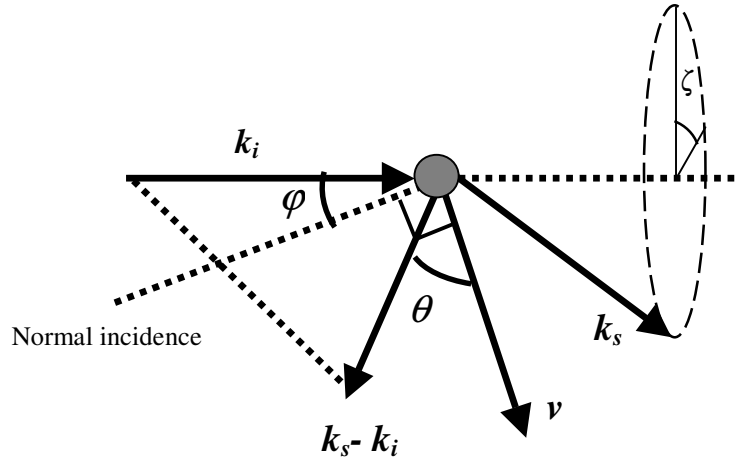 ζ
k_i
φ
Normal incidence
θ
k_s
k_s- k_i
v